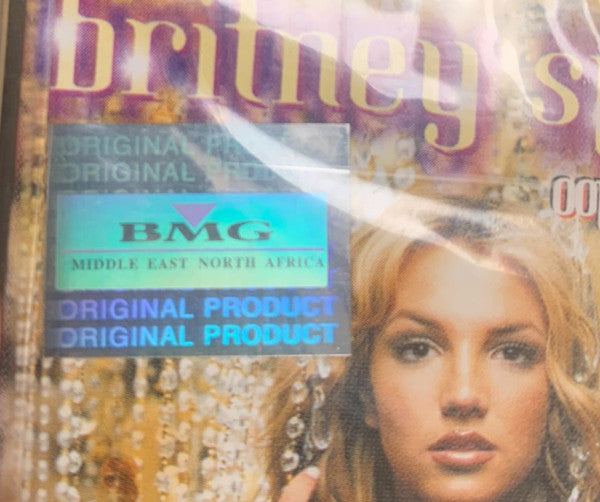 britney s
ORIGINAL PRODUCT
ORIGINAL PRODUCT
BMG
MIDDLE EAST NORTH AFRICA
ORIGINAL PRODUCT
ORIGINAL PRODUCT